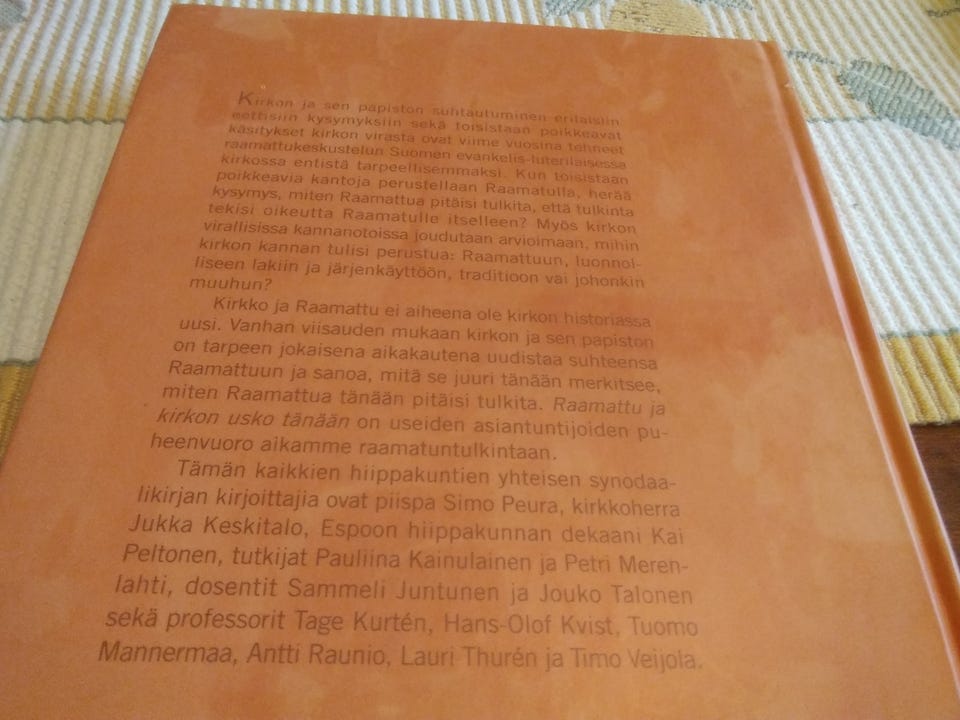 Kirkon ja sen papiston suhtautuminen erilaisiin
eettisiin kysymyksiin sekä toisistaan poikkeavat
käsitykset kirkon virasta ovat viime vuosina tehneet
raamattukeskustelun Suomen evankelis-luterilaisessa
kirkossa entistä tarpeellisemmaksi. Kun toisistaan
poikkeavia kantoja perustellaan Raamatulla, herää
kysymys, miten Raamattua pitäisi tulkita, että tulkinta
tekisi oikeutta Raamatulle itselleen? Myös kirkon
virallisissa kannanotoissa joudutaan arvioimaan, mihin
kirkon kannan tulisi perustua: Raamattuun, luonnol-
liseen lakiin ja järjenkäyttöön, traditioon vai johonkin
muuhun?
Kirkko ja Raamattu ei aiheena ole kirkon historiassa
uusi. Vanhan viisauden mukaan kirkon ja sen papiston
on tarpeen jokaisena aikakautena uudistaa suhteensa
Raamattuun ja sanoa, mitä se juuri tänään merkitsee,
miten Raamattua tänään pitäisi tulkita. Raamattu ja
kirkon usko tänään on useiden asiantuntijoiden pu-
heenvuoro aikamme raamatuntulkintaan.
Tämän kaikkien hiippakuntien yhteisen synodaa-
likirjan kirjoittajia ovat piispa Simo Peura, kirkkoherra
Jukka Keskitalo, Espoon hiippakunnan dekaani Kai
Peltonen, tutkijat Pauliina Kainulainen ja Petri Meren-
lahti, dosentit Sammeli Juntunen ja Jouko Talonen
sekä professorit Tage Kurtén, Hans-Olof Kvist, Tuomo
Mannermaa, Antti Raunio, Lauri Thurén ja Timo Veijola.